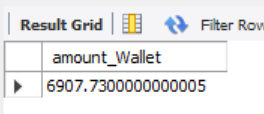 Result Grid Filter Row
amount_Wallet
6907.7300000000005